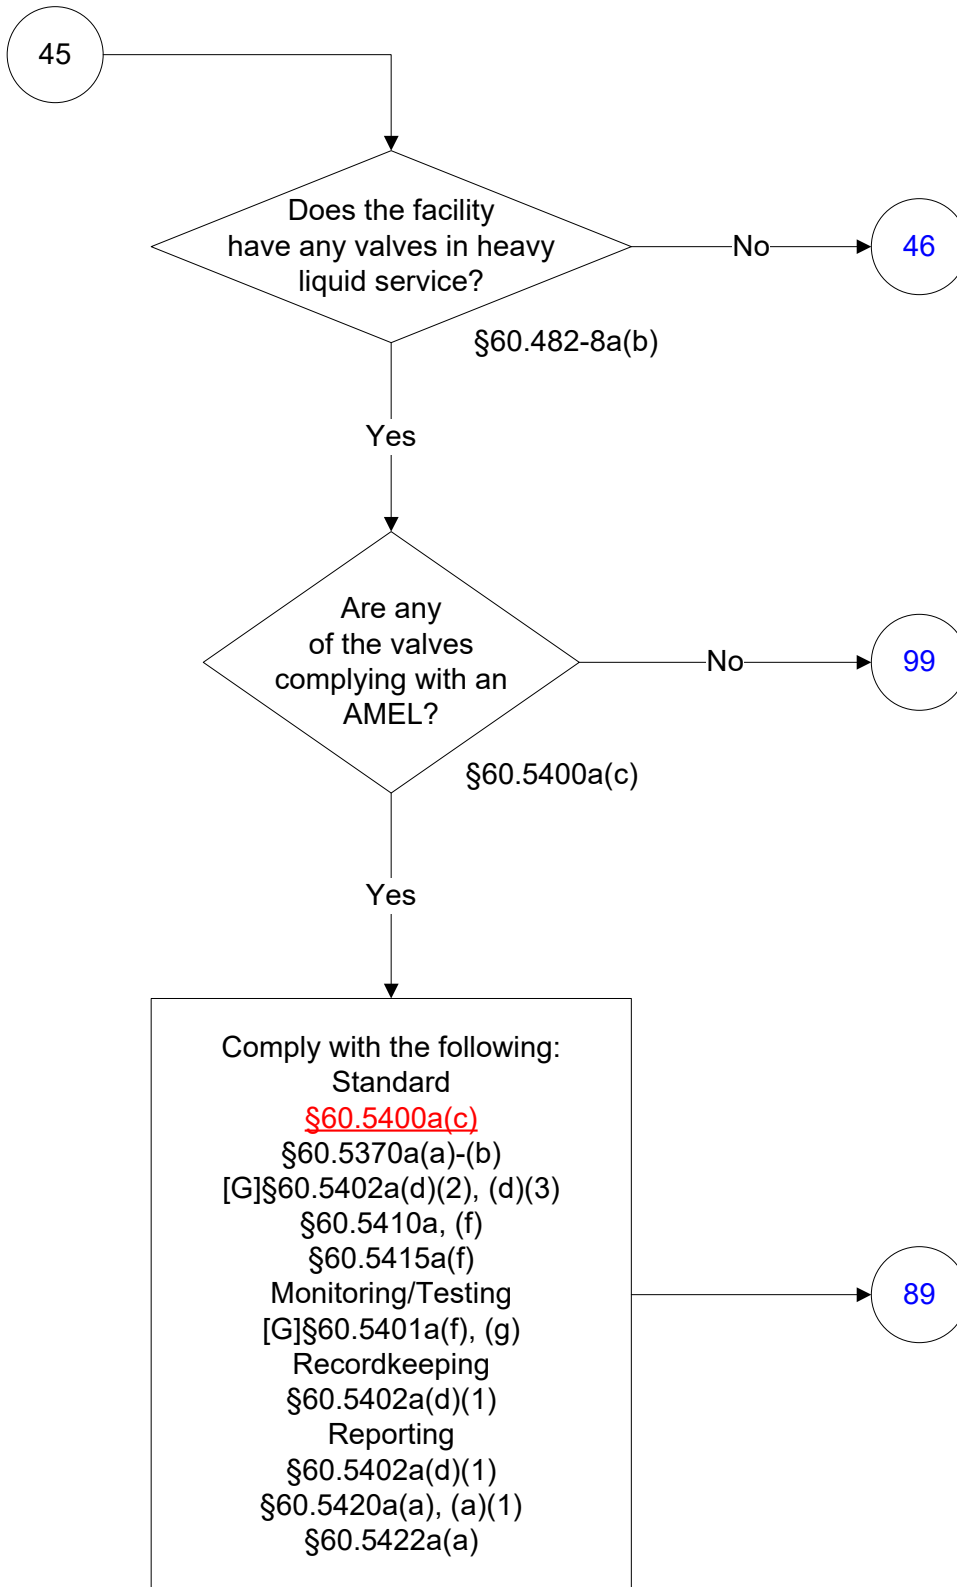 45
Does the facility
have any valves in heavy
liquid service?
No
46
§60.482-8a(b)
Yes
Are any
of the valves
complying with an
AMEL?
No
99
§60.5400a(c)
Yes
Comply with the following:
Standard
§60.5400a(c)
§60.5370a(a)-(b)
[G]§60.5402a(d)(2), (d)(3)
§60.5410a, (f)
§60.5415a(f)
Monitoring/Testing
[G]§60.5401a(f), (g)
Recordkeeping
§60.5402a(d)(1)
Reporting
§60.5402a(d)(1)
§60.5420a(a), (a)(1)
§60.5422a(a)
89